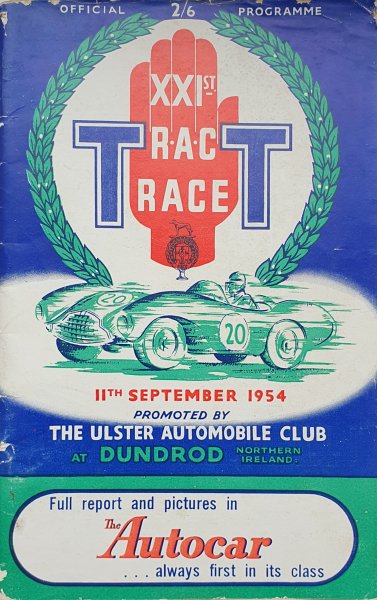 OFFICIAL 2/6 PROGRAMME
XXIST
T R·A·C T
RACE
20
20
11TH SEPTEMBER 1954
PROMOTED BY
THE ULSTER AUTOMOBILE CLUB
AT DUNDROD NORTHERN IRELAND.
Full report and pictures in
The Autocar
... always first in its class